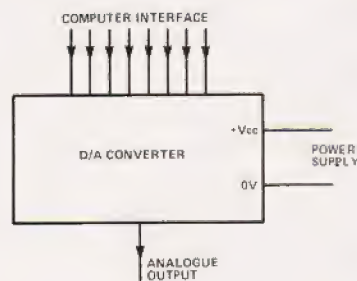 COMPUTER INTERFACE
+Vcc
D/A CONVERTER
POWER
SUPPLY
0V
ANALOGUE
OUTPUT